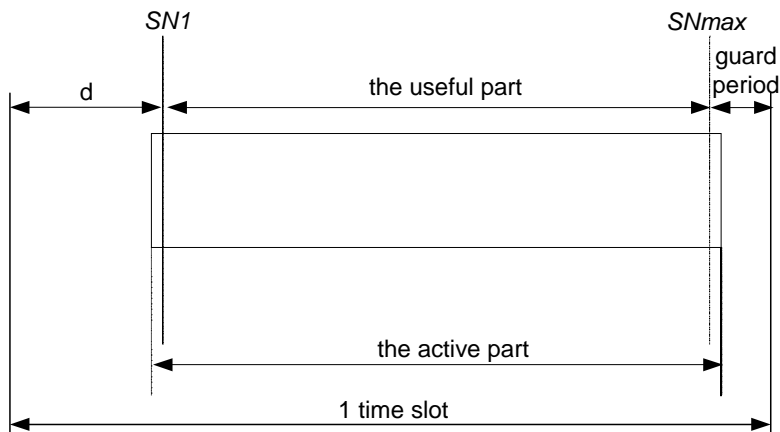 SN1
SNmax
d
the useful part
guard
period
the active part
1 time slot